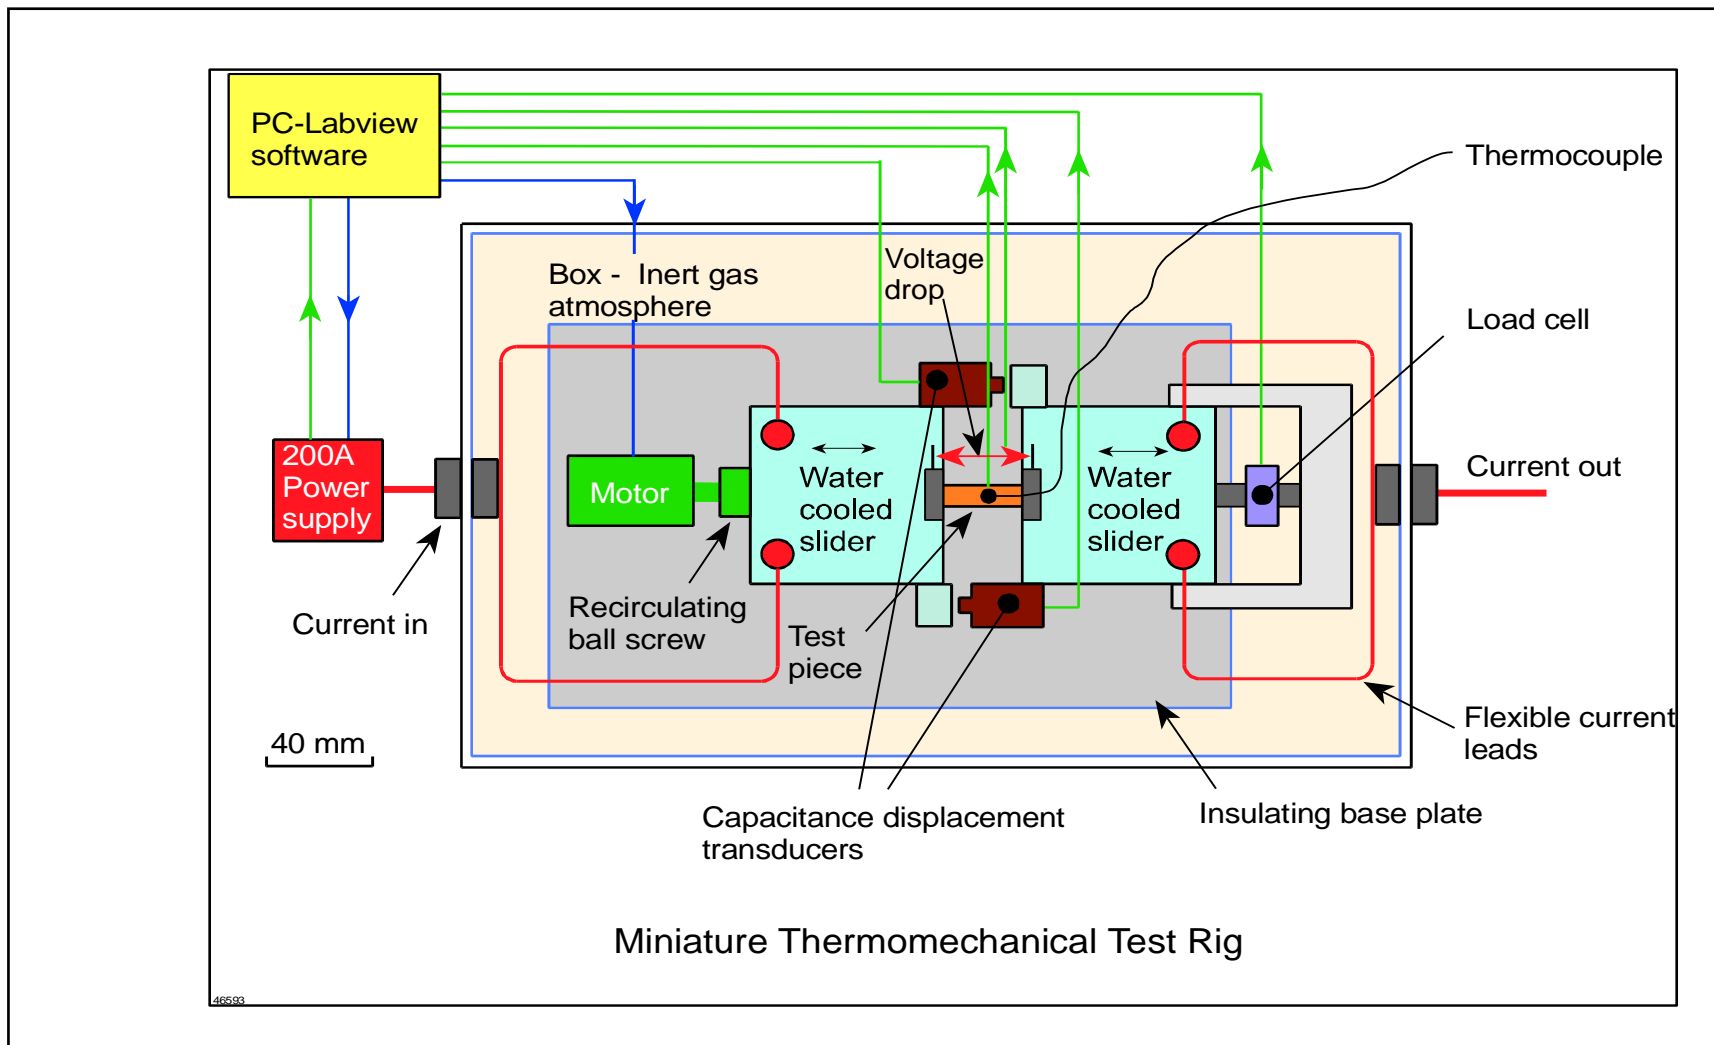 PC-Labview
software
Thermocouple
Voltage
drop
Box -  Inert gas
atmosphere
Load cell
200A
Power
supply
Motor
Water
cooled
slider
Water
cooled
slider
Current out
Current in
Recirculating
ball screw
Test
piece
Flexible current
leads
40 mm
Capacitance displacement
transducers
Insulating base plate
Miniature Thermomechanical Test Rig
46593